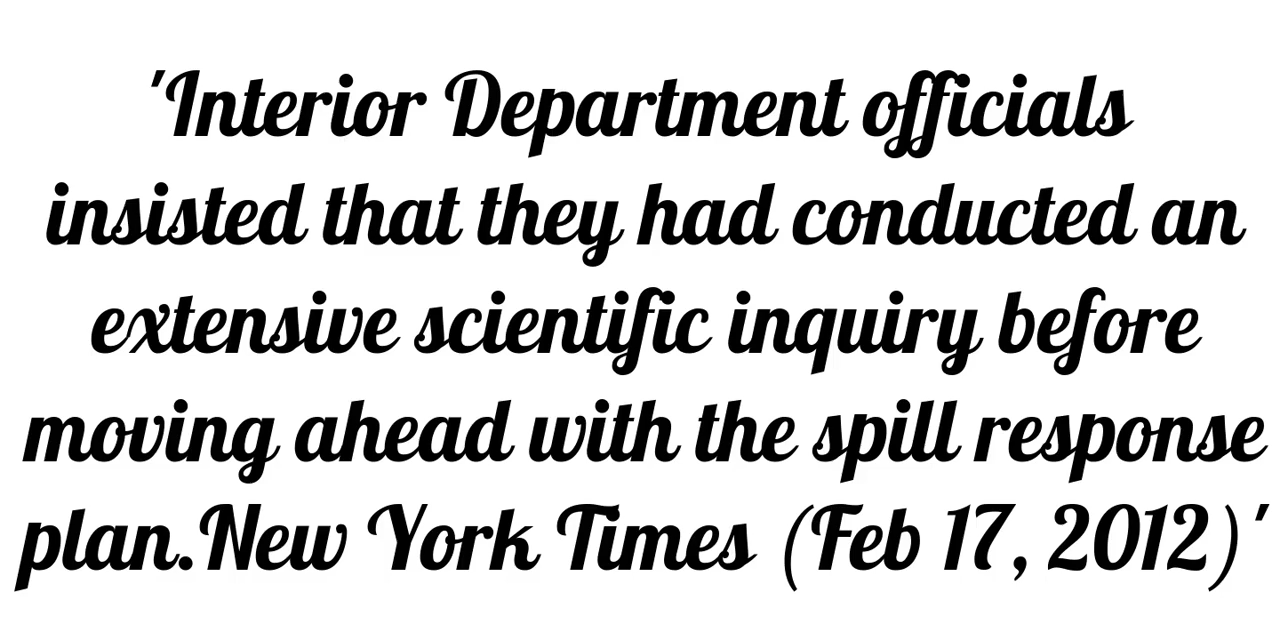 'Interior Department officials
insisted that they had conducted an
extensive scientific inquiry before
moving ahead with the spill response
plan.New York Times (Feb 17, 2012)'